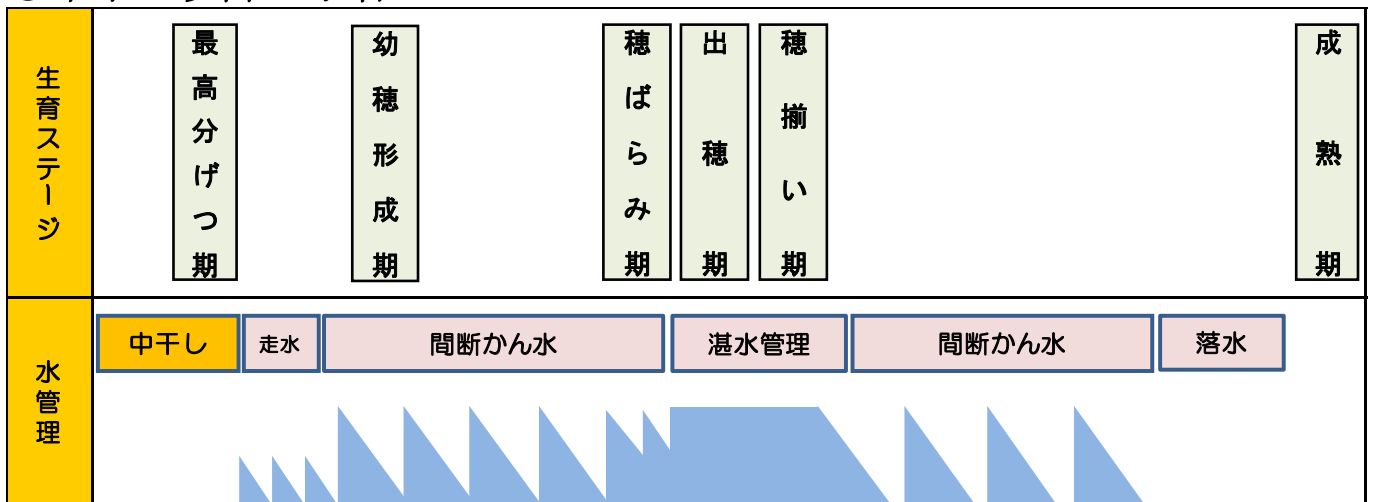 生育ステージ
最高分げつ期
幼穂形成期
穂ばらみ期
出穂期
穂揃い期
成熟期
水管理
中干し
走水
間断かん水
湛水管理
間断かん水
落水